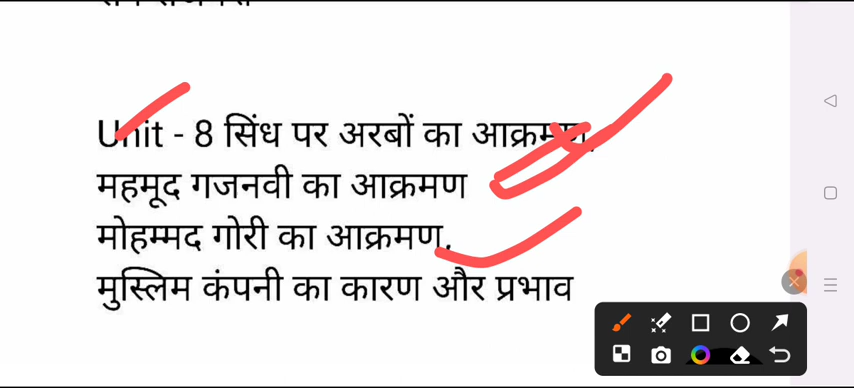 Unit - 8 सिंध पर अरबों का आक्रमण,
महमूद गजनवी का आक्रमण
मोहम्मद गोरी का आक्रमण,
मुस्लिम कंपनी का कारण और प्रभाव